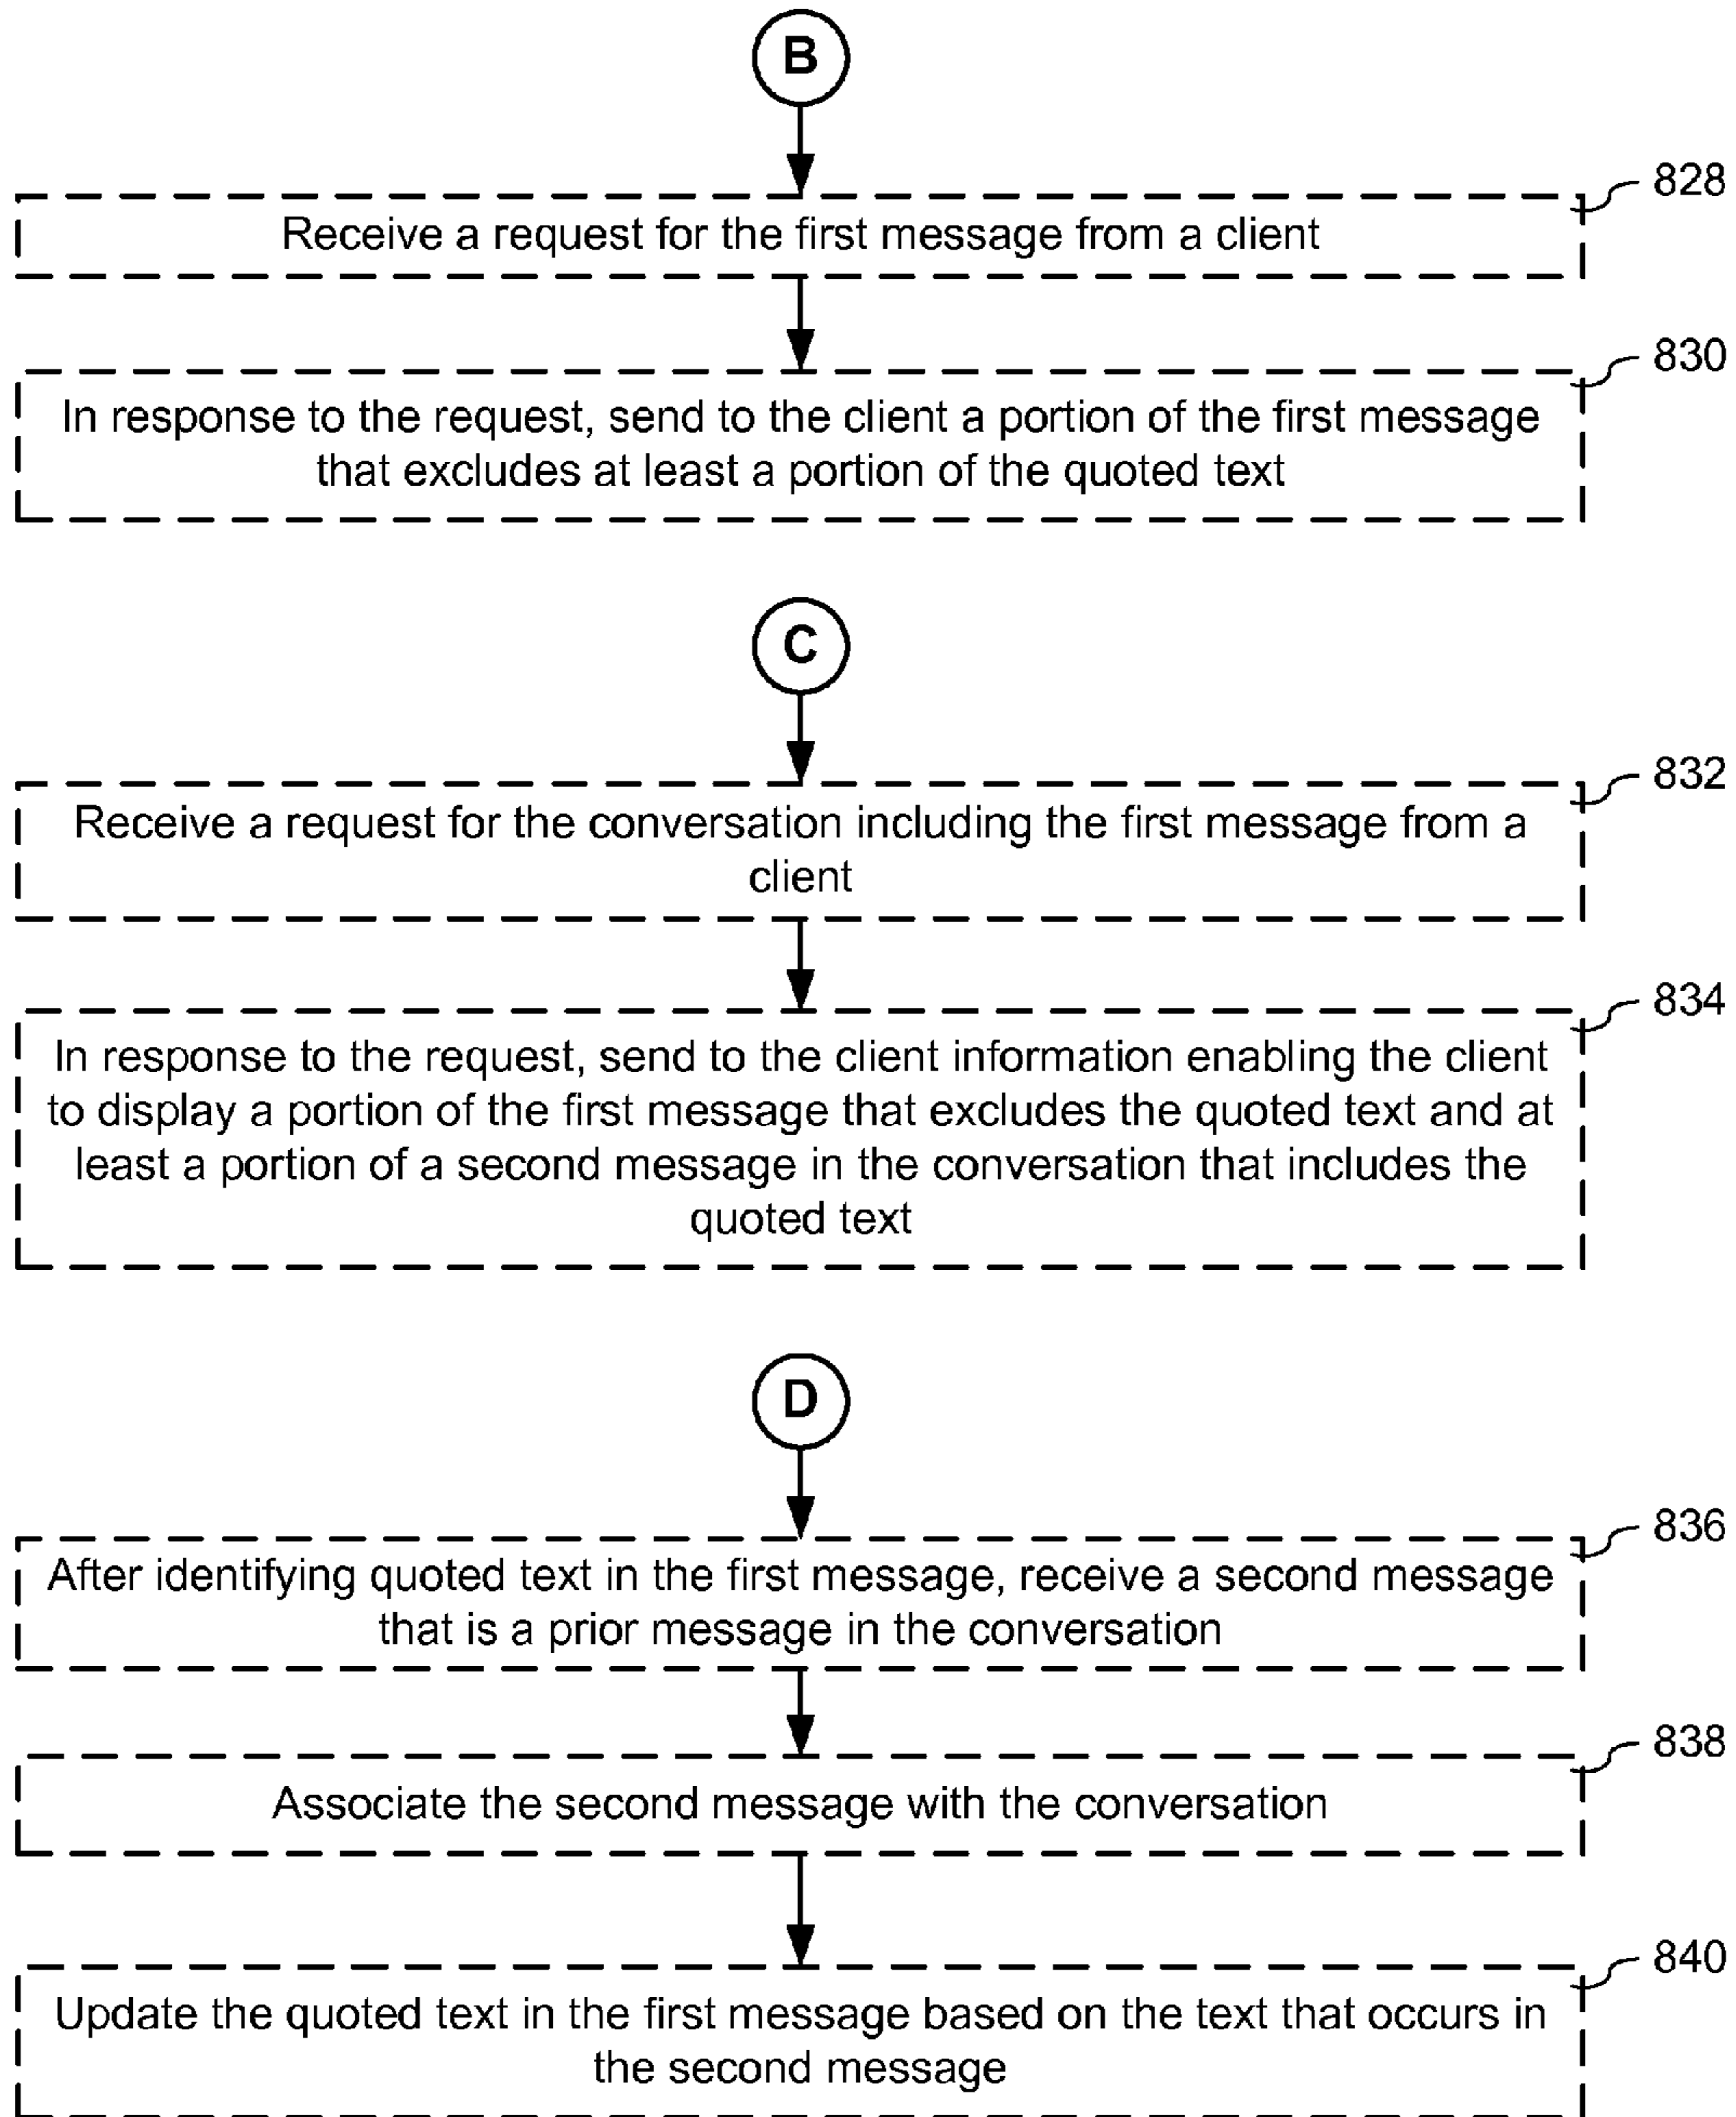 B
828
Receive a request for the first message from a client
830
In response to the request, send to the client a portion of the first message
that excludes at least a portion of the quoted text
C
832
Receive a request for the conversation including the first message from a
client
834
In response to the request, send to the client information enabling the client
to display a portion of the first message that excludes the quoted text and at
least a portion of a second message in the conversation that includes the
quoted text
D
836
After identifying quoted text in the first message, receive a second message
that is a prior message in the conversation
838
Associate the second message with the conversation
840
Update the quoted text in the first message based on the text that occurs in
the second message